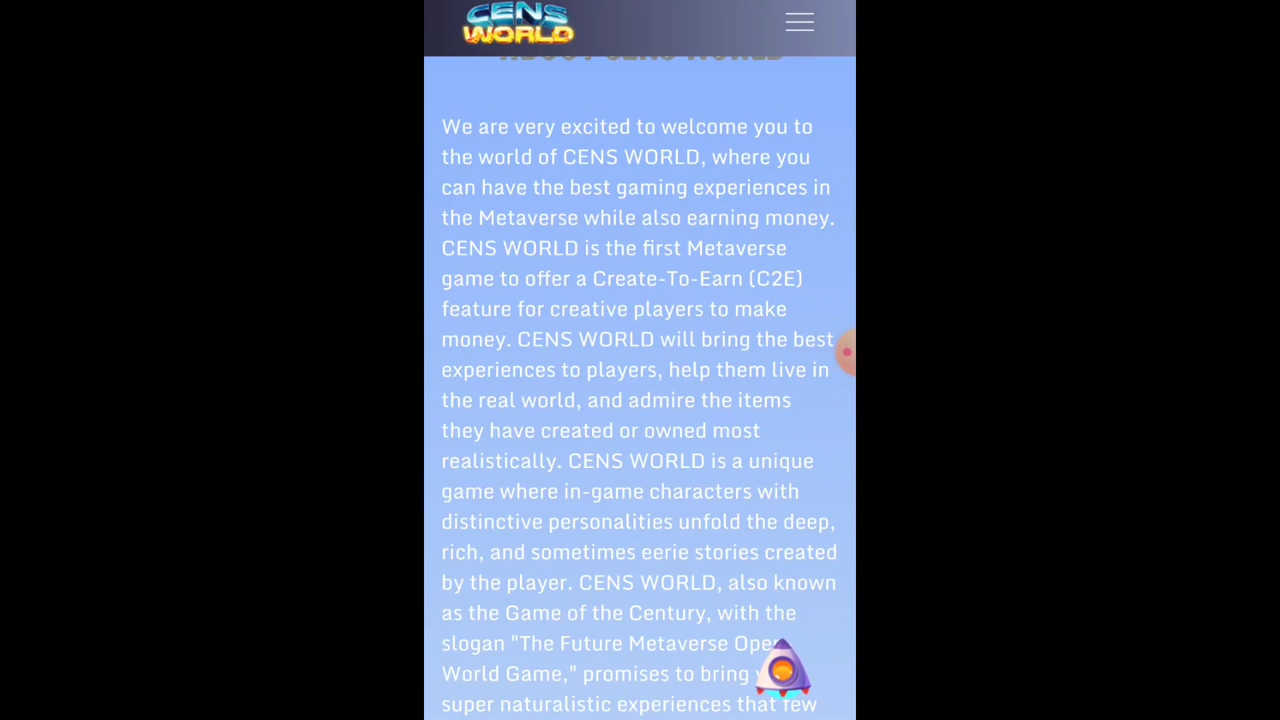 CENS
WORLD
ABOUT CENS WORLD
We are very excited to welcome you to
the world of CENS WORLD, where you
can have the best gaming experiences in
the Metaverse while also earning money.
CENS WORLD is the first Metaverse
game to offer a Create-To-Earn (C2E)
feature for creative players to make
money. CENS WORLD will bring the best
experiences to players, help them live in
the real world, and admire the items
they have created or owned most
realistically. CENS WORLD is a unique
game where in-game characters with
distinctive personalities unfold the deep,
rich, and sometimes eerie stories created
by the player. CENS WORLD, also known
as the Game of the Century, with the
slogan "The Future Metaverse Open
World Game," promises to bring
super naturalistic experiences that few